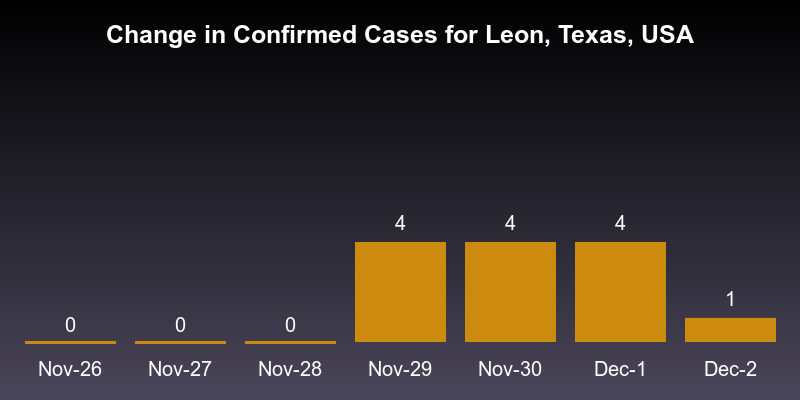 Change in Confirmed Cases for Leon, Texas, USA
4 4 4
1
0 0 0
Nov-26 Nov-27 Nov-28 Nov-29 Nov-30 Dec-1 Dec-2